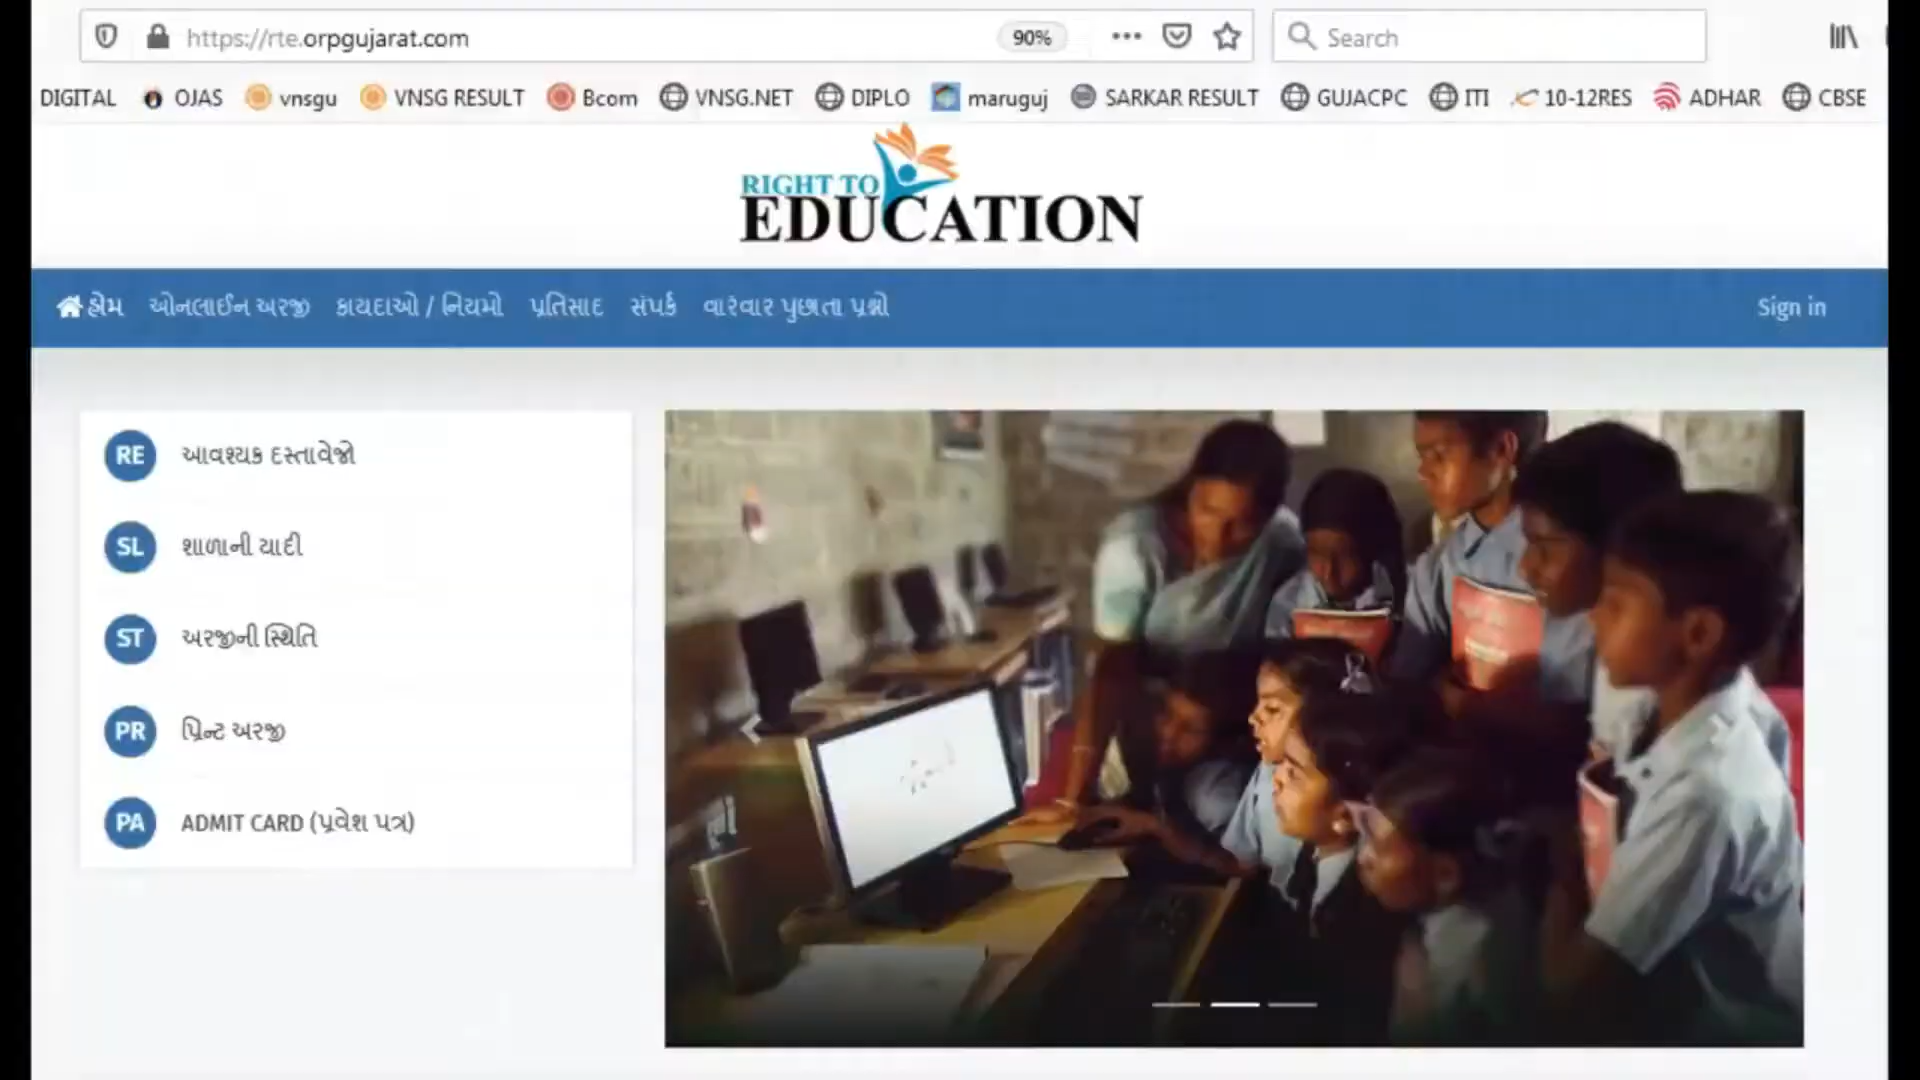 https://rte.orpgujarat.com 90% Search
DIGITAL OJAS vnsgu VNSG RESULT Bcom VNSG.NET DIPLO maruguj SARKAR RESULT GUJACPC ITI 10-12RES ADHAR CBSE
RIGHT TO
EDUCATION
હોમ ઓનલાઈન અરજી કાયદાઓ / નિયમો પ્રતિસાદ સંપર્ક વારંવાર પુછાતા પ્રશ્નો Sign in
RE આવશ્યક દસ્તાવેજો
SL શાળાની યાદી
ST અરજીની સ્થિતિ
PR પ્રિન્ટ અરજી
PA ADMIT CARD (પ્રવેશ પત્ર)